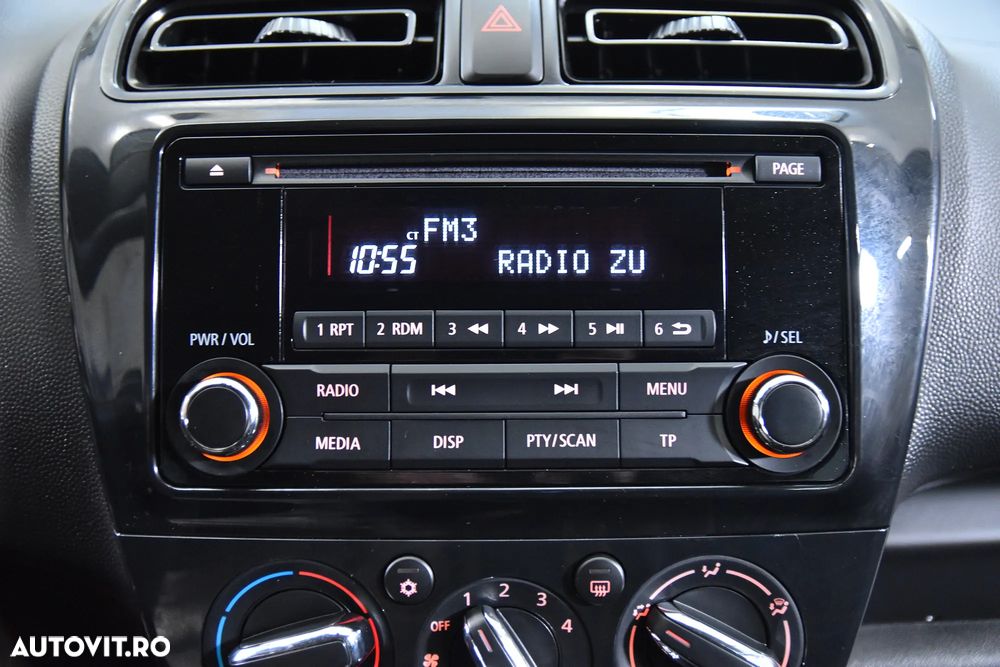 PAGE
CT FM3
10:55 RADIO ZU
1 RPT 2 RDM 3 4 5 6
PWR / VOL
/SEL
RADIO MENU
MEDIA DISP PTY/SCAN TP
OFF 1 2 3 4
AUTOVIT.RO